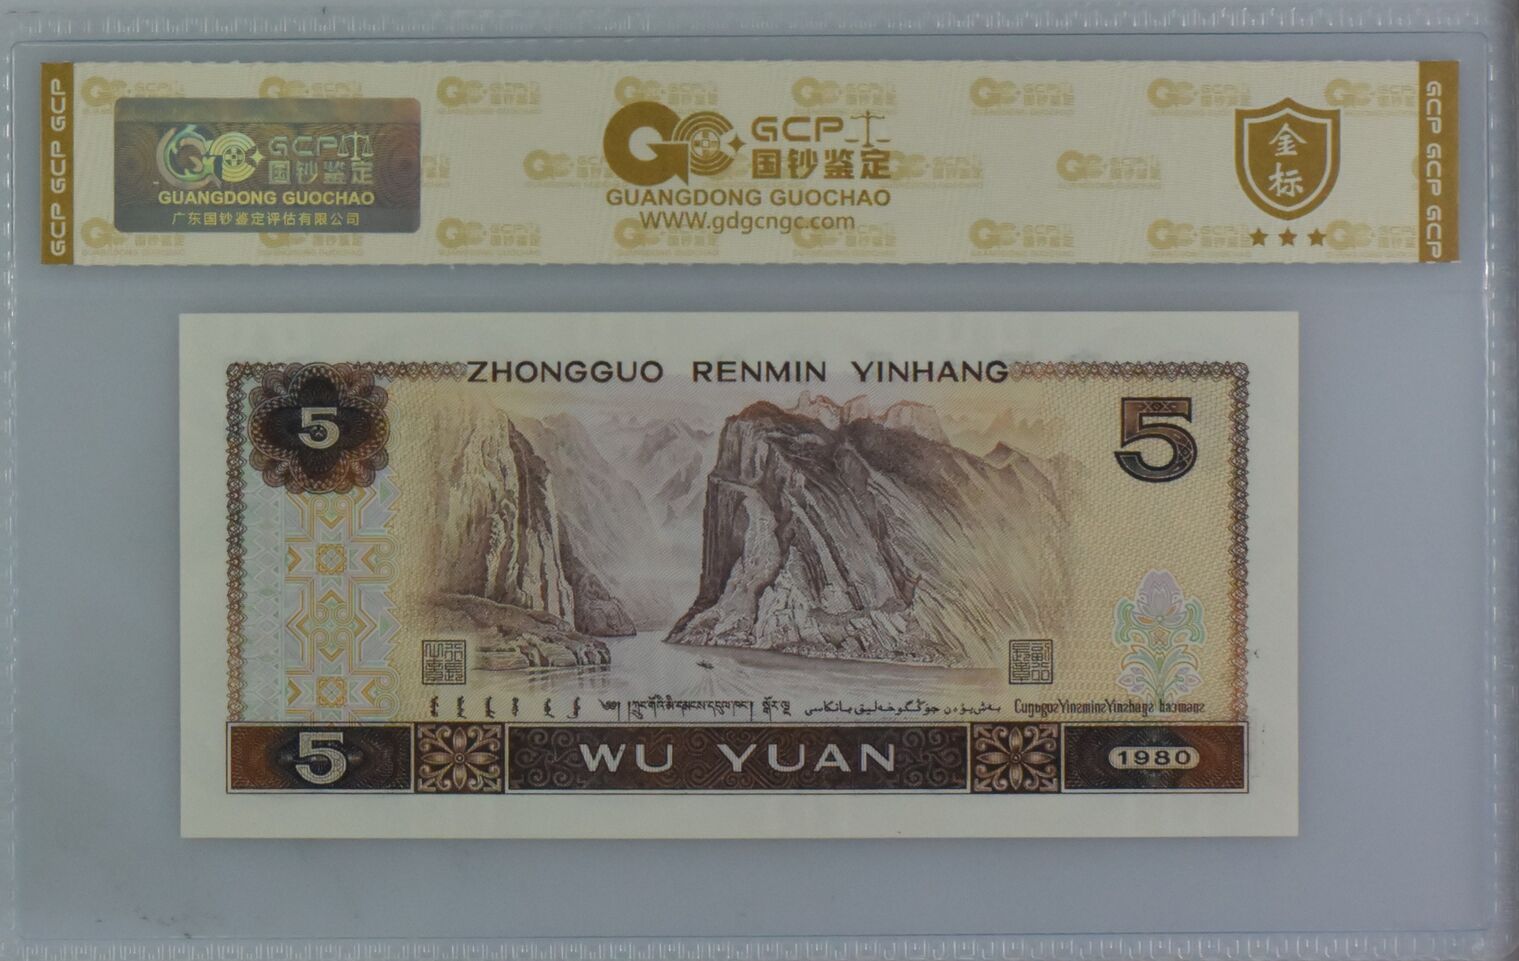 GCP GCP GCP
GCP 国钞鉴定
GUANGDONG GUOCHAO
广东国钞鉴定评估有限公司
GCP
国钞鉴定
GUANGDONG GUOCHAO
WWW.gdgcngc.com
金标
GCP GCP GCP
ZHONGGUO RENMIN YINHANG
5
5
5
WU YUAN
1980